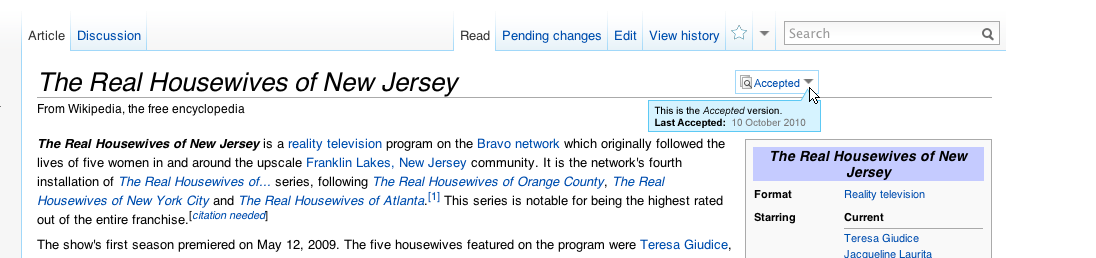 Article Discussion Read Pending changes Edit View history Search
The Real Housewives of New Jersey Accepted
From Wikipedia, the free encyclopedia
This is the Accepted version.
Last Accepted: 10 October 2010
The Real Housewives of New Jersey is a reality television program on the Bravo network which originally followed the
lives of five women in and around the upscale Franklin Lakes, New Jersey community. It is the network's fourth
installation of The Real Housewives of... series, following The Real Housewives of Orange County, The Real
Housewives of New York City and The Real Housewives of Atlanta.[1] This series is notable for being the highest rated
out of the entire franchise.[citation needed]
The show's first season premiered on May 12, 2009. The five housewives featured on the program were Teresa Giudice,
The Real Housewives of New
Jersey
Format Reality television
Starring Current
Teresa Giudice
Jacqueline Laurita